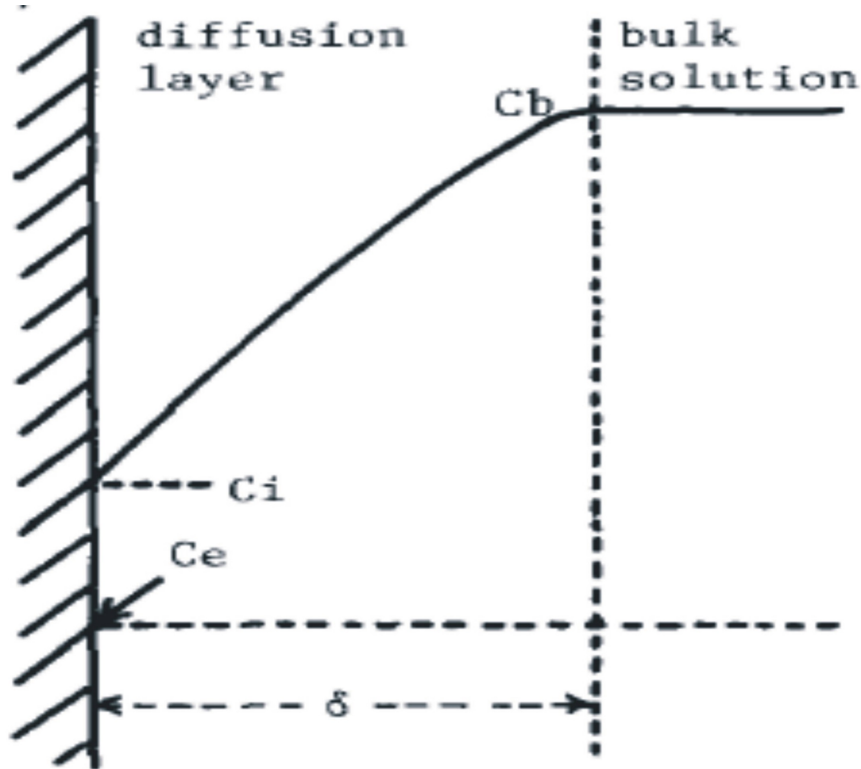 diffusion
layer
bulk
solution
Cb
Ci
Ce
δ